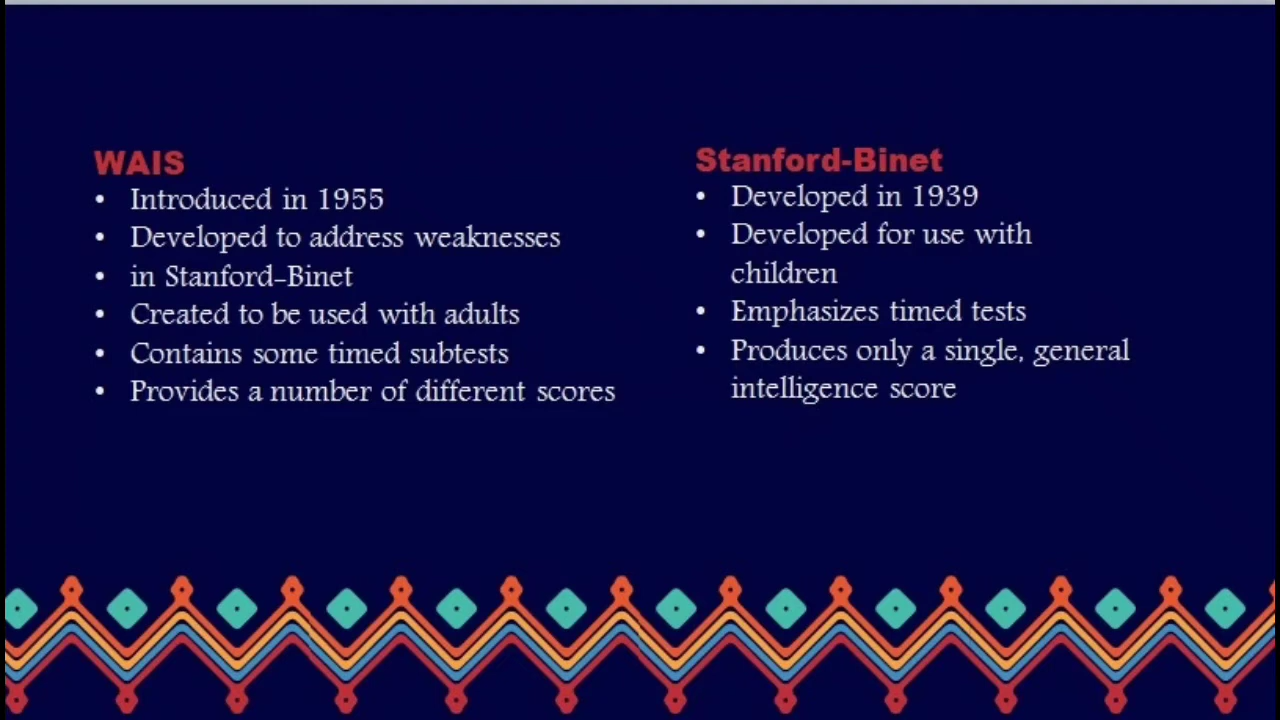 WAIS
• Introduced in 1955
• Developed to address weaknesses
• in Stanford-Binet
• Created to be used with adults
• Contains some timed subtests
• Provides a number of different scores
Stanford-Binet
• Developed in 1939
• Developed for use with
children
• Emphasizes timed tests
• Produces only a single, general
intelligence score